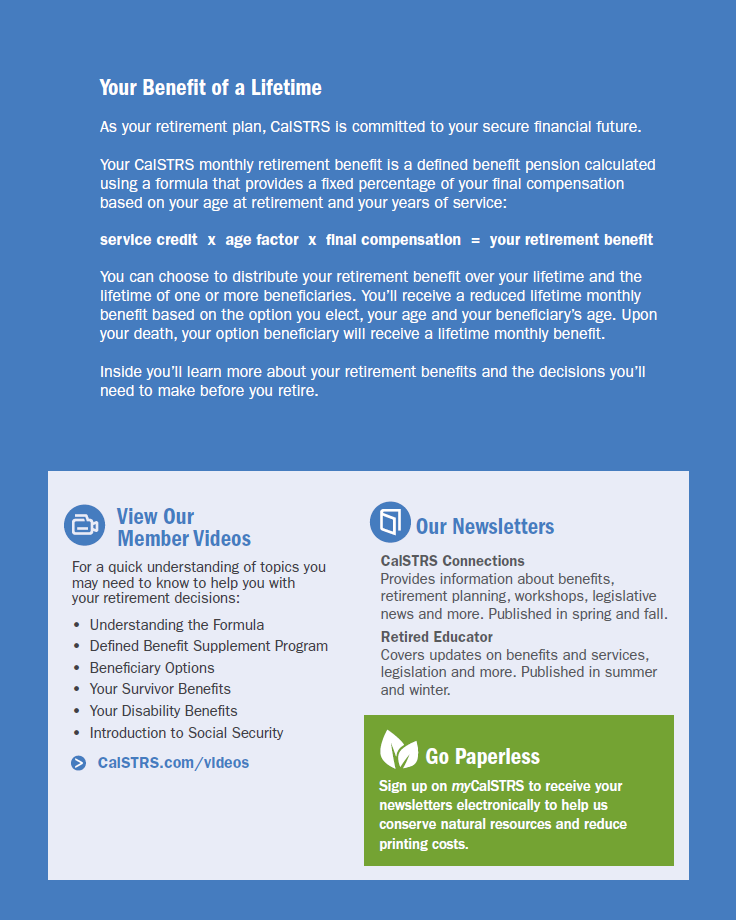 Your Benefit of a Lifetime
As your retirement plan, CalSTRS is committed to your secure financial future.
Your CalSTRS monthly retirement benefit is a defined benefit pension calculated
using a formula that provides a fixed percentage of your final compensation
based on your age at retirement and your years of service:
service credit x age factor x final compensation = your retirement benefit
You can choose to distribute your retirement benefit over your lifetime and the
lifetime of one or more beneficiaries. You'll receive a reduced lifetime monthly
benefit based on the option you elect, your age and your beneficiary's age. Upon
your death, your option beneficiary will receive a lifetime monthly benefit.
Inside you'll learn more about your retirement benefits and the decisions you'll
need to make before you retire.
View Our
Member Videos
For a quick understanding of topics you
may need to know to help you with
your retirement decisions:
• Understanding the Formula
• Defined Benefit Supplement Program
• Beneficiary Options
• Your Survivor Benefits
• Your Disability Benefits
• Introduction to Social Security
CalSTRS.com/videos
Our Newsletters
CalSTRS Connections
Provides information about benefits,
retirement planning, workshops, legislative
news and more. Published in spring and fall.
Retired Educator
Covers updates on benefits and services,
legislation and more. Published in summer
and winter.
Go Paperless
Sign up on myCalSTRS to receive your
newsletters electronically to help us
conserve natural resources and reduce
printing costs.